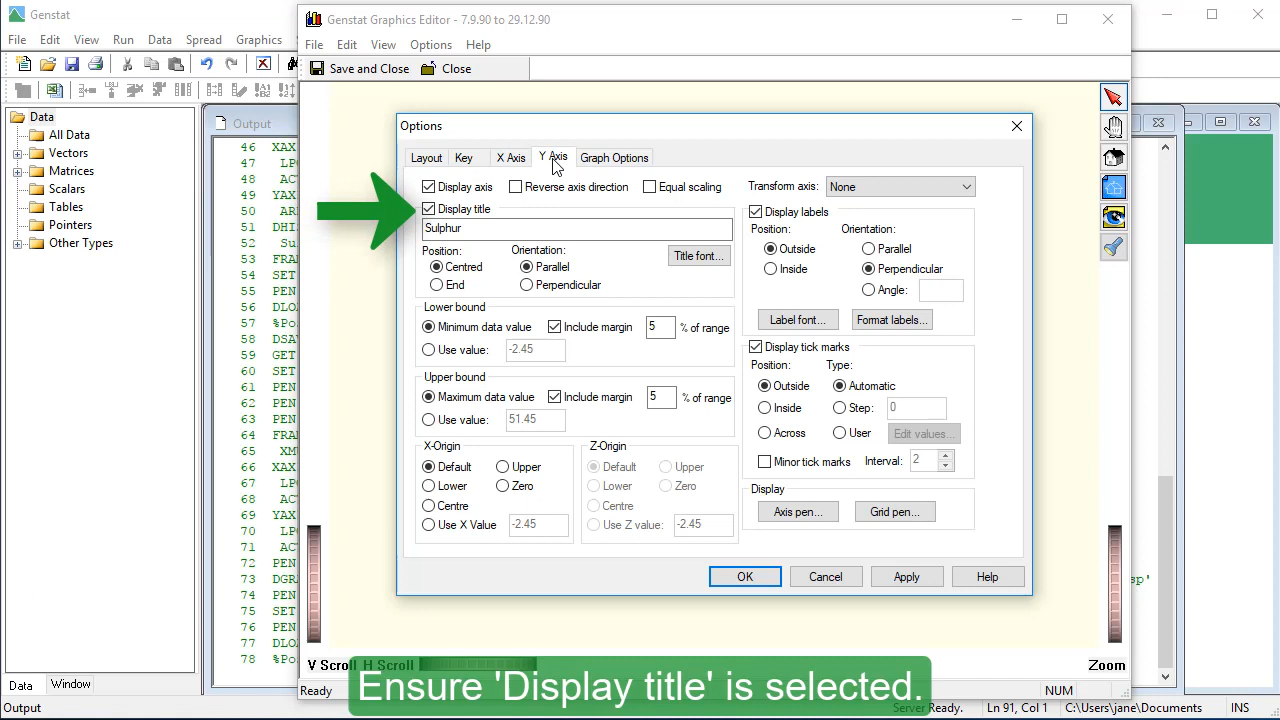 Genstat
File Edit View Run Data Spread Graphics
Genstat Graphics Editor - 7.9.90 to 29.12.90
File Edit View Options Help
Save and Close Close
Data
All Data
Vectors
Matrices
Scalars
Tables
Pointers
Other Types
Data Window
Output
46 XAX
47 LP
48 AC
49 YAX
50 AR
51 DHI
52 Su
53 FRA
54 SET
55 PEN
56 DLO
57 %Po
58 DSA
59 GET
60 SET
61 PEN
62 PEN
63 PEN
64 FRA
65 XM
66 XAX
67 LP
68 AC
69 YAX
70 LP
71 AC
72 PEN
73 DGR
74 PEN
75 SET
76 PEN
77 DLO
78 %Po
sp'
Options
Layout Key X Axis Y Axis Graph Options
Display axis Reverse axis direction Equal scaling
Display title
Sulphur
Position: Orientation: Title font...
Centred Parallel
End Perpendicular
Lower bound
Minimum data value Include margin 5 % of range
Use value: -2.45
Upper bound
Maximum data value Include margin 5 % of range
Use value: 51.45
X-Origin
Default Upper
Lower Zero
Centre
Use X Value -2.45
Z-Origin
Default Upper
Lower Zero
Centre
Use Z value: -2.45
Transform axis: None
Display labels
Position: Orientation:
Outside Parallel
Inside Perpendicular
Angle:
Label font... Format labels...
Display tick marks
Position: Type:
Outside Automatic
Inside Step: 0
Across User Edit values...
Minor tick marks Interval: 2
Display
Axis pen... Grid pen...
OK Cancel Apply Help
V Scroll H Scroll Zoom
Ensure 'Display title' is selected.
Ready NUM
Output Server Ready. Ln 91, Col 1 C:\Users\jane\Documents INS